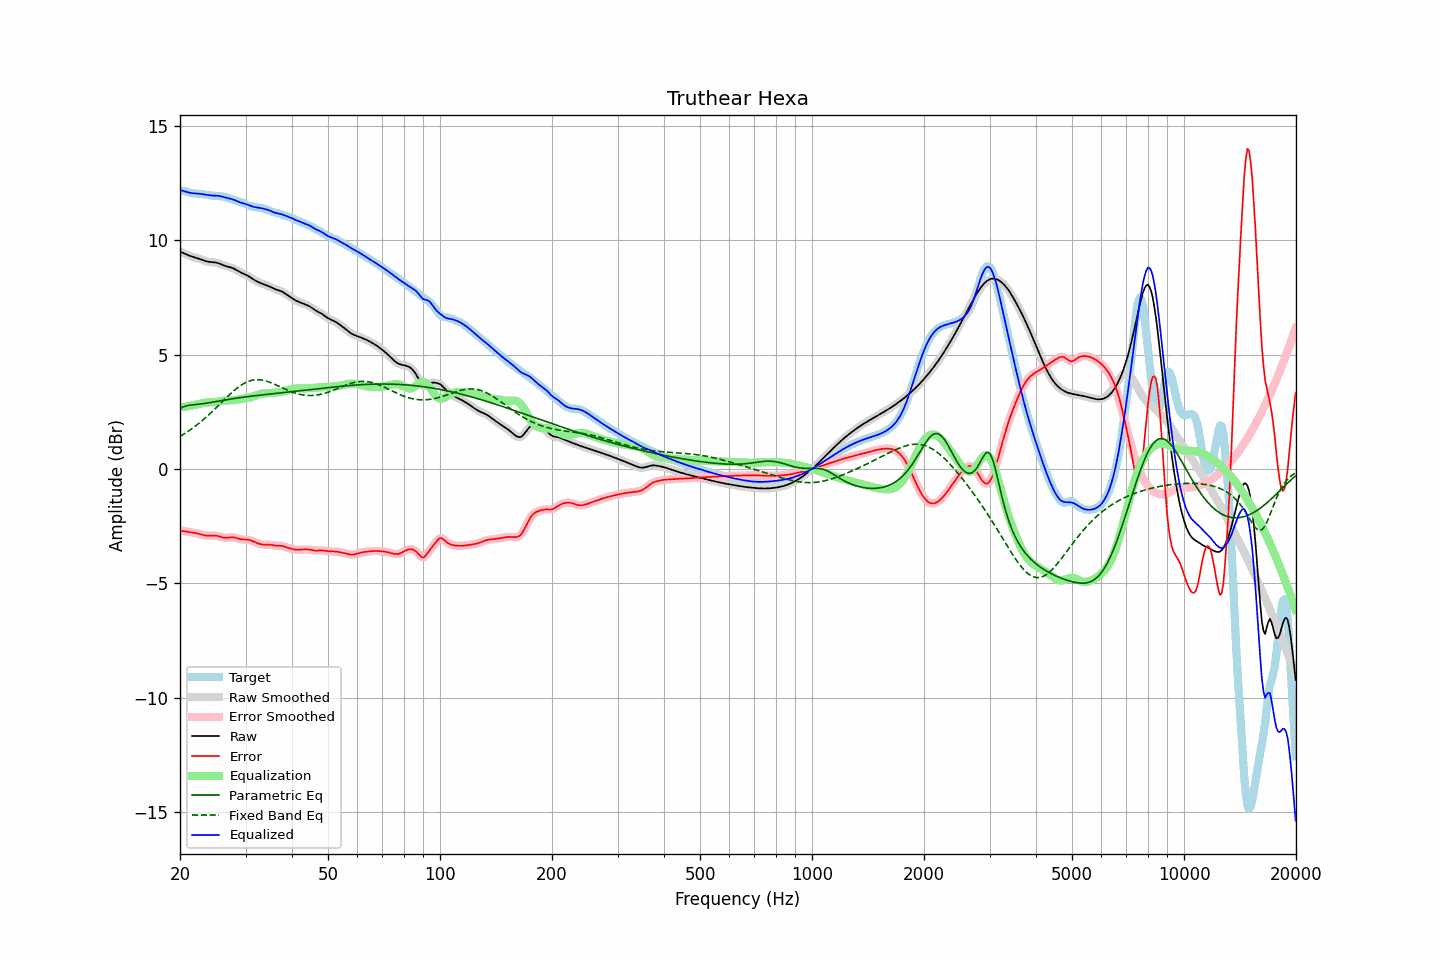 Truthear Hexa
Amplitude (dBr)
15
10
5
0
−5
−10
−15
Target
Raw Smoothed
Error Smoothed
Raw
Error
Equalization
Parametric Eq
Fixed Band Eq
Equalized
20 50 100 200 500 1000 2000 5000 10000 20000
Frequency (Hz)